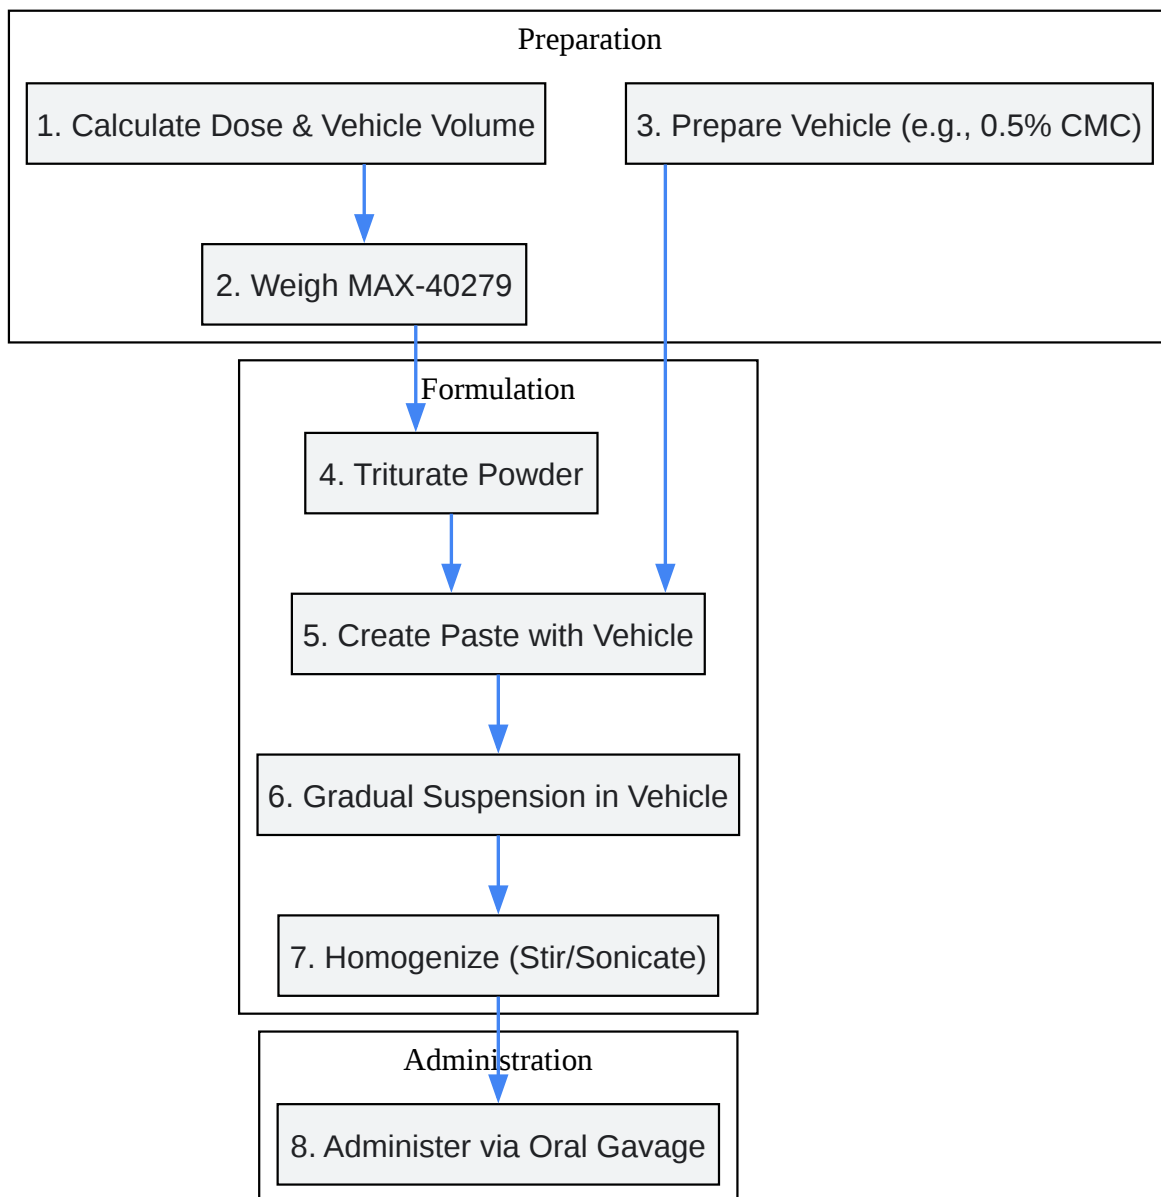 Preparation
1. Calculate Dose & Vehicle Volume
3. Prepare Vehicle (e.g., 0.5% CMC)
2. Weigh MAX-40279
Formulation
4. Triturate Powder
5. Create Paste with Vehicle
6. Gradual Suspension in Vehicle
7. Homogenize (Stir/Sonicate)
Administration
8. Administer via Oral Gavage